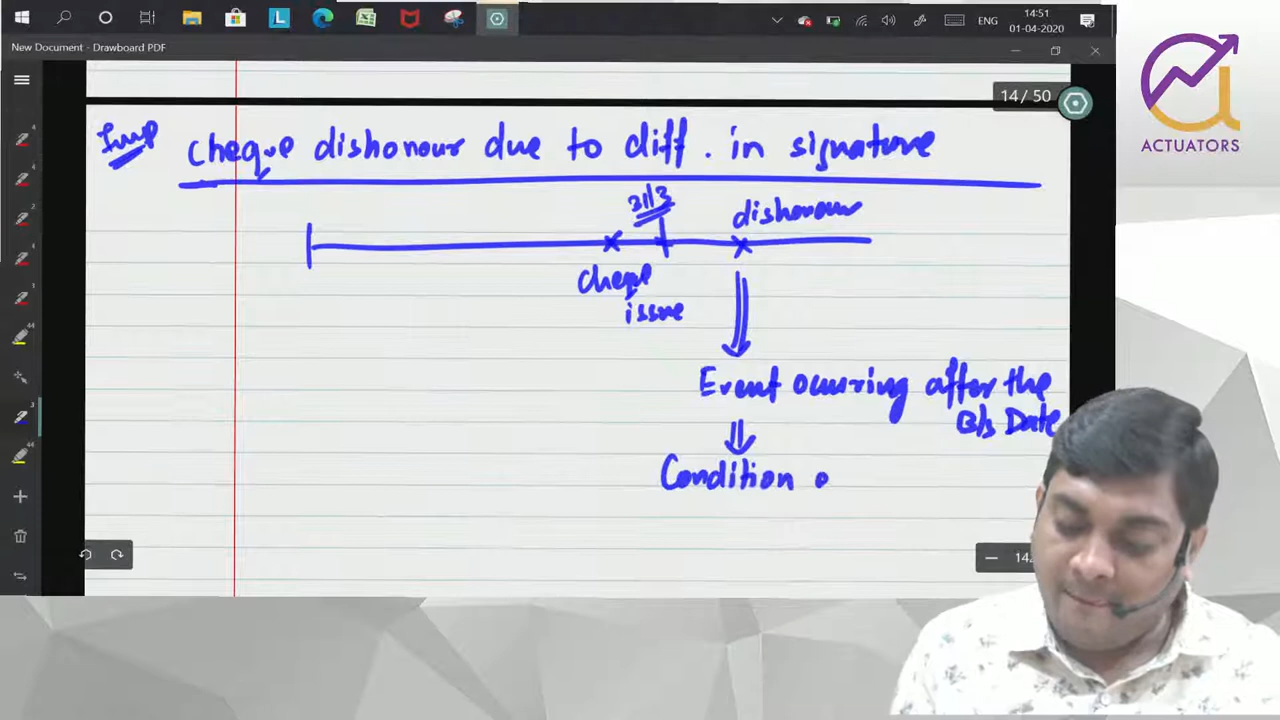 ENG
14:51
01-04-2020
New Document - Drawboard PDF
14 / 50
ACTUATORS
Imp
cheque dishonour due to diff. in signature
31/3
dishonour
cheque
issue
Event occurring after the
B/s Date
Condition o